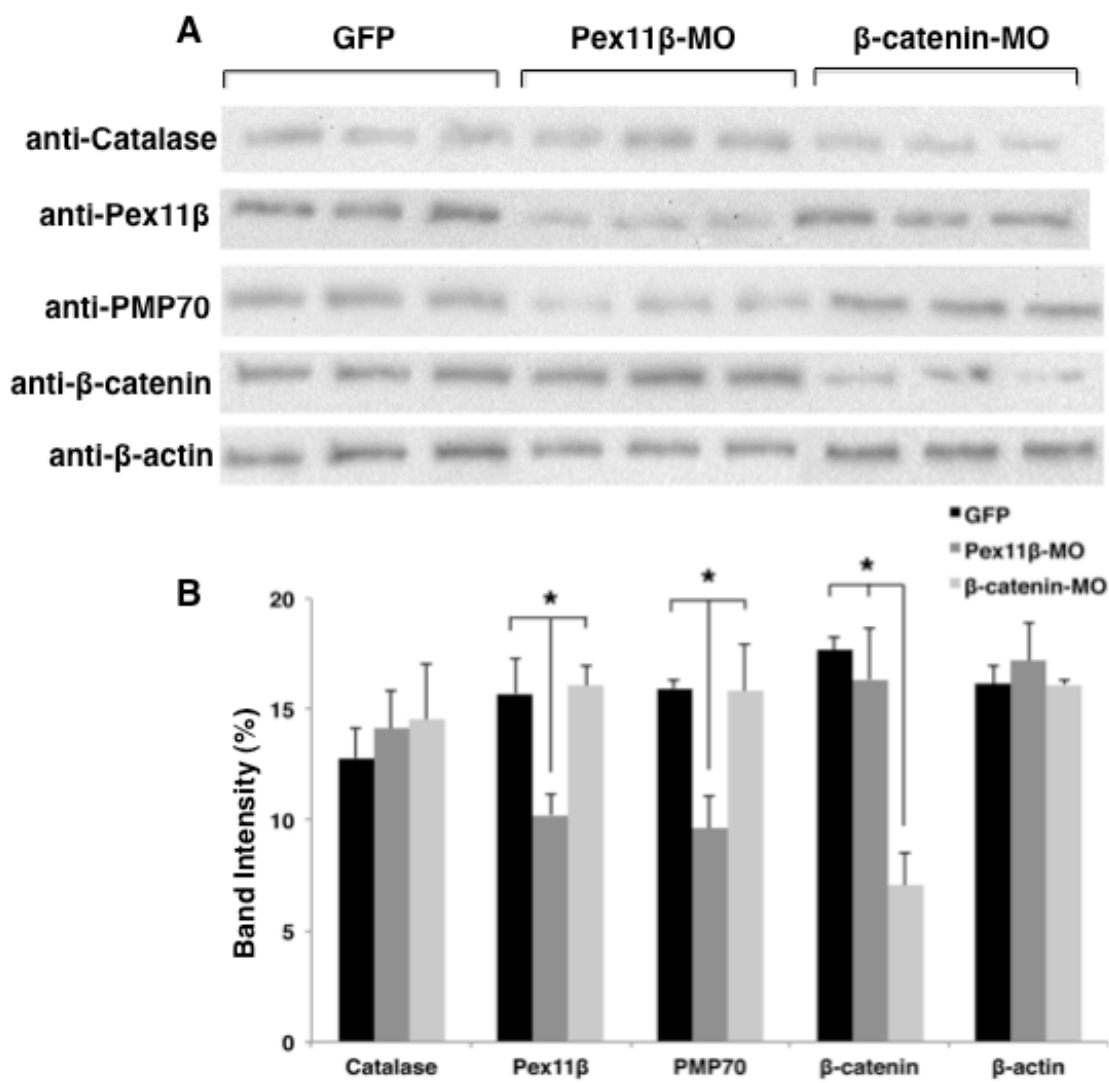 A
GFP Pex11β-MO β-catenin-MO
anti-Catalase
anti-Pex11β
anti-PMP70
anti-β-catenin
anti-β-actin
GFP
Pex11β-MO
β-catenin-MO
B
*
*
*
Band Intensity (%)
20
15
10
5
0
Catalase Pex11β PMP70 β-catenin β-actin